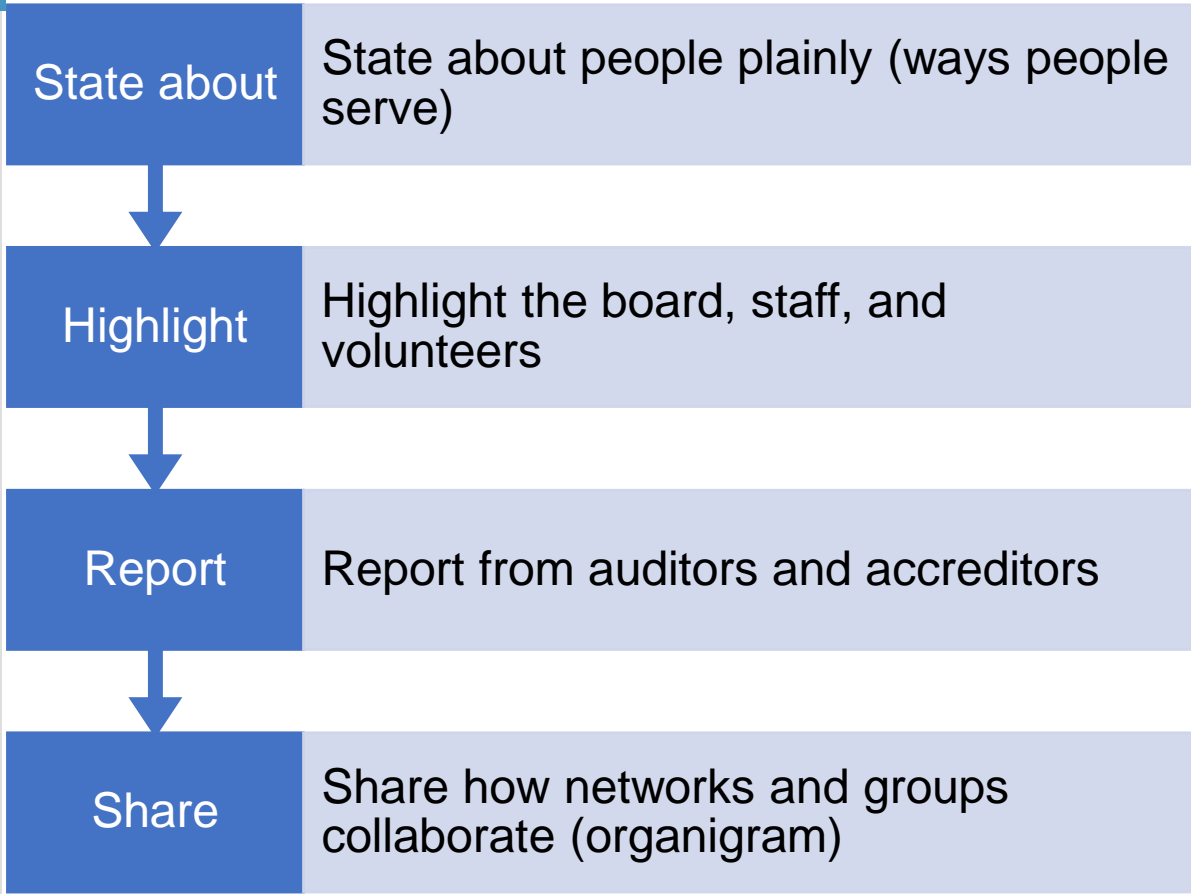 State about
State about people plainly (ways people
serve)
Highlight
Highlight the board, staff, and
volunteers
Report
Report from auditors and accreditors
Share
Share how networks and groups
collaborate (organigram)